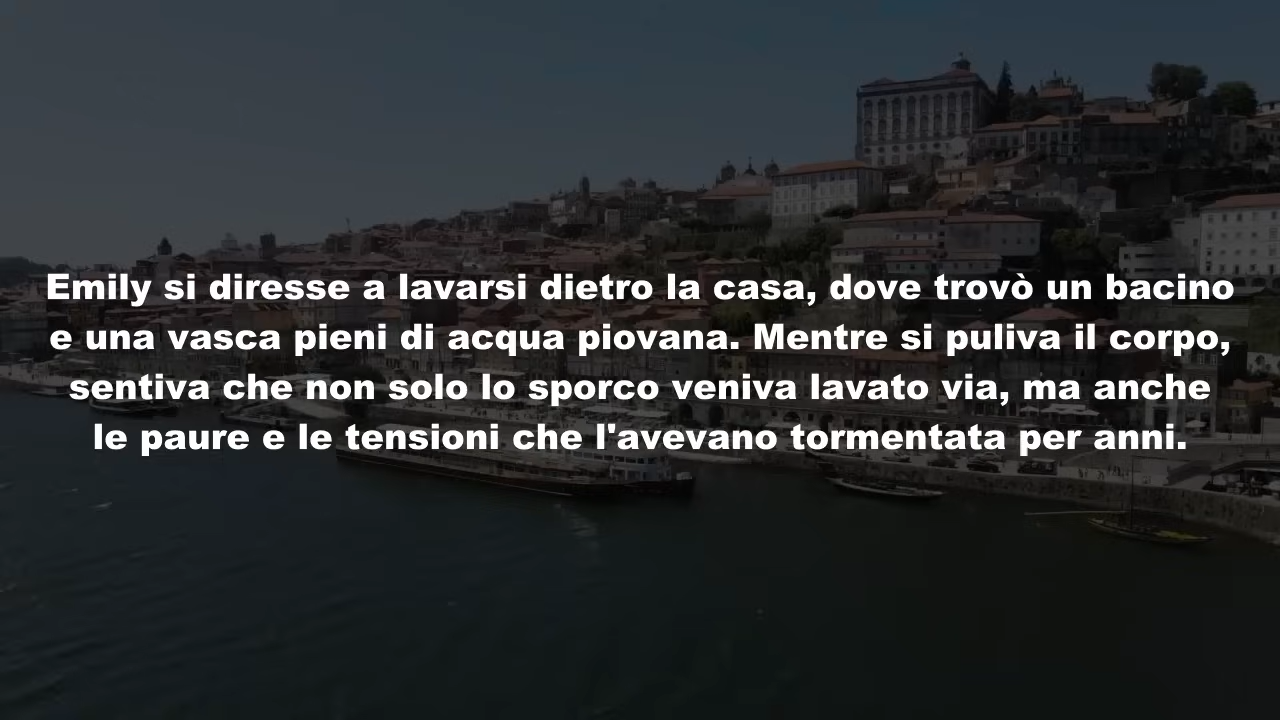 Emily si diresse a lavarsi dietro la casa, dove trovò un bacino
e una vasca pieni di acqua piovana. Mentre si puliva il corpo,
sentiva che non solo lo sporco veniva lavato via, ma anche
le paure e le tensioni che l'avevano tormentata per anni.